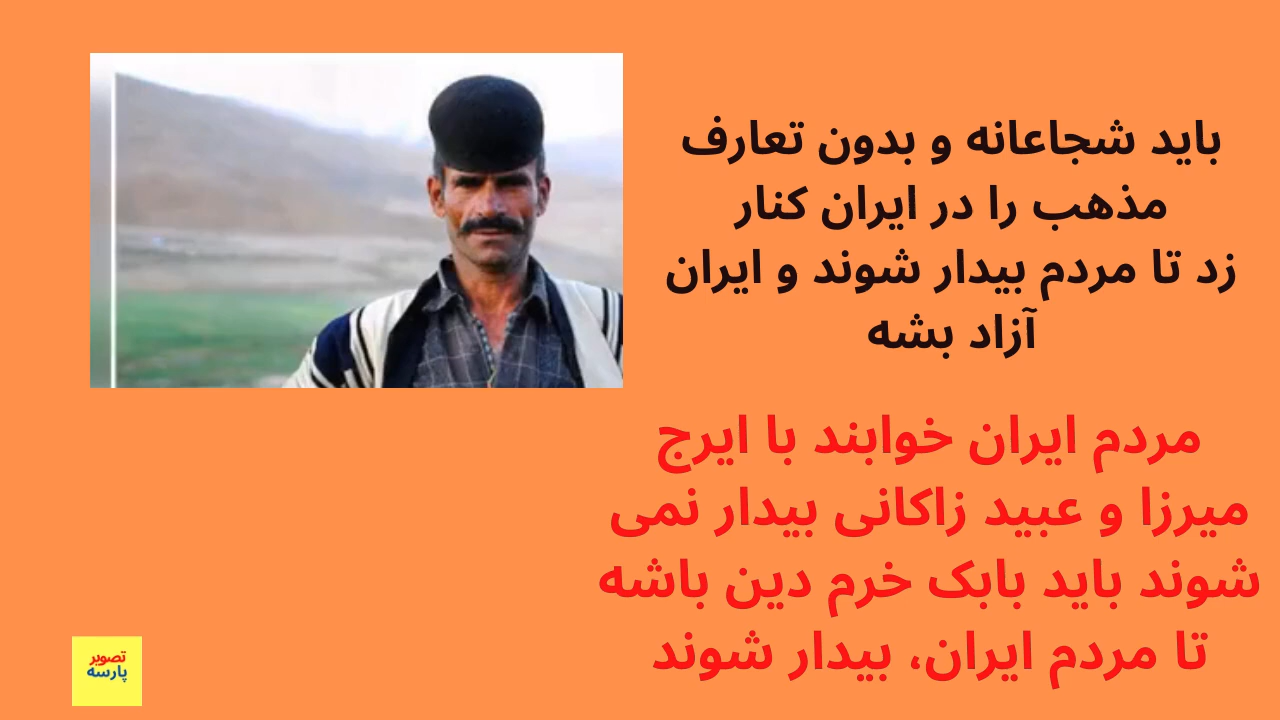 باید شجاعانه و بدون تعارف
مذهب را در ایران کنار
زد تا مردم بیدار شوند و ایران
آزاد بشه
مردم ایران خوابند با ایرج
میرزا و عبید زاکانی بیدار نمی
شوند باید بابک خرم دین باشه
تا مردم ایران، بیدار شوند
تصویر
پارسه